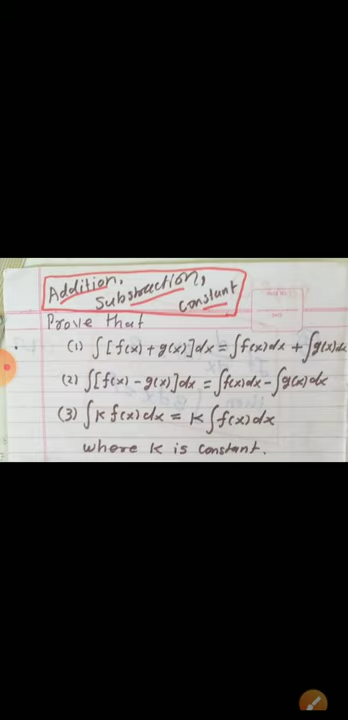 Addition,
Substraction,
Constant
Prove that
(1) ∫[f(x) + g(x)]dx = ∫f(x)dx + ∫g(x)dx
(2) ∫[f(x) - g(x)]dx = ∫f(x)dx - ∫g(x)dx
(3) ∫K f(x)dx = K ∫f(x)dx
where K is constant.